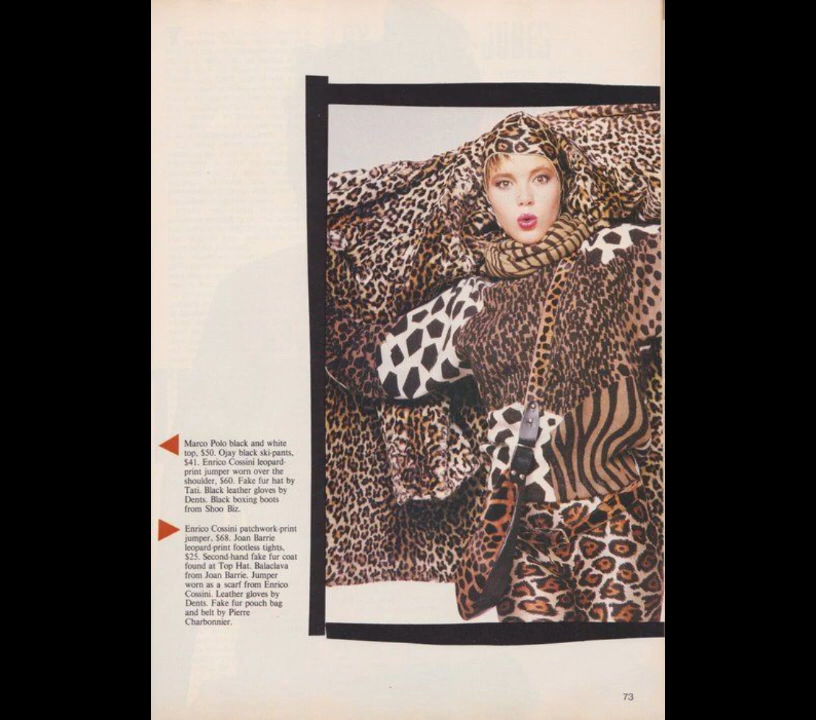 Marco Polo black and white
top, $50. Ojay black ski-pants,
$41. Enrico Cossini leopard-
print jumper worn over the
shoulder, $60. Fake fur hat by
Tati. Black leather gloves by
Dents. Black boxing boots
from Shoo Biz.
Enrico Cossini patchwork-print
jumper, $68. Joan Barrie
leopard-print footless tights,
$25. Second-hand fake fur coat
found at Top Hat. Balaclava
from Joan Barrie. Jumper
worn as a scarf from Enrico
Cossini. Leather gloves by
Dents. Fake fur pouch bag
and belt by Pierre
Charbonnier.
73